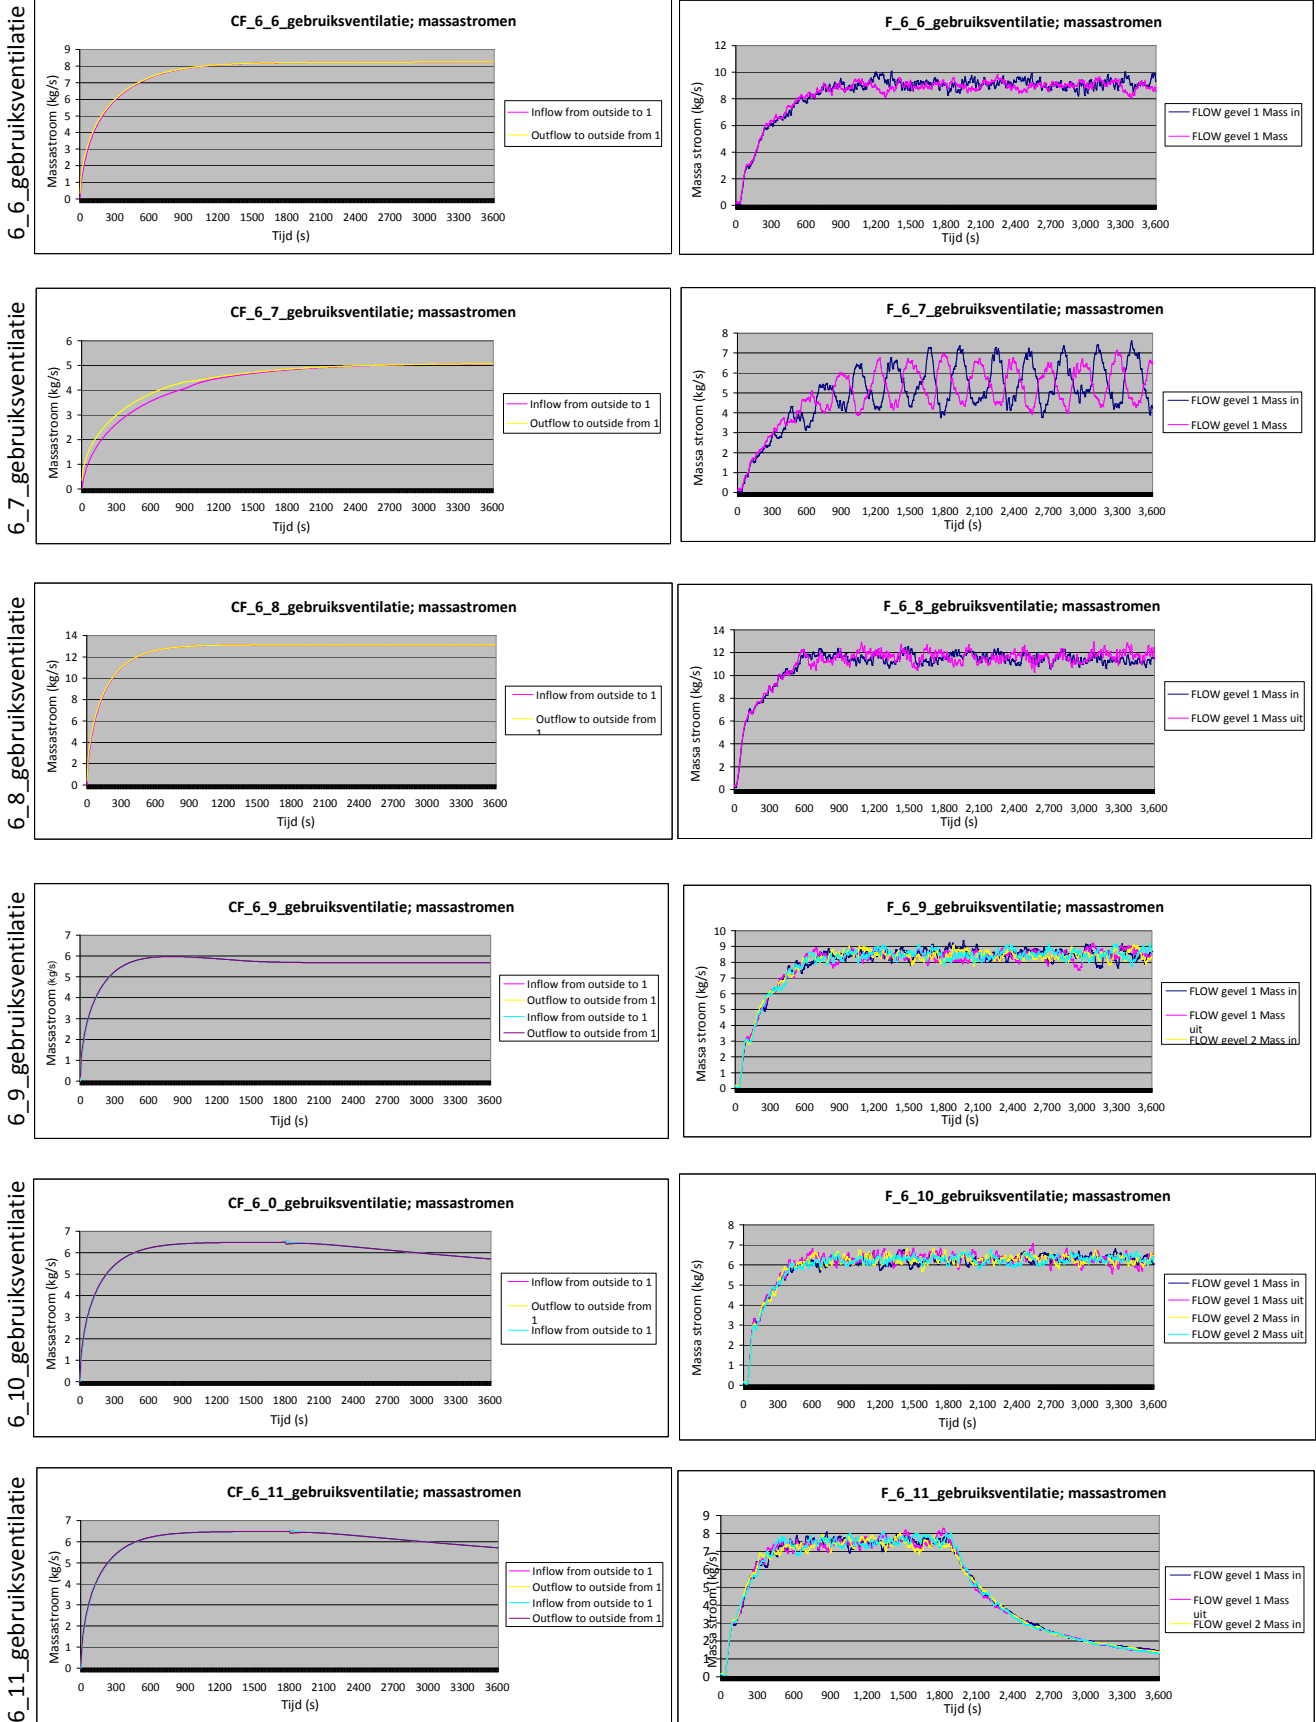 6_6_gebruiksventilatie
CF_6_6_gebruiksventilatie; massastromen
Massastroom (kg/s)
9
8
7
6
5
4
3
2
1
0
0 300 600 900 1200 1500 1800 2100 2400 2700 3000 3300 3600
Tijd (s)
Inflow from outside to 1
Outflow to outside from 1
F_6_6_gebruiksventilatie; massastromen
Massa stroom (kg/s)
12
10
8
6
4
2
0
0 300 600 900 1,200 1,500 1,800 2,100 2,400 2,700 3,000 3,300 3,600
Tijd (s)
FLOW gevel 1 Mass in
FLOW gevel 1 Mass
6_7_gebruiksventilatie
CF_6_7_gebruiksventilatie; massastromen
Massastroom (kg/s)
6
5
4
3
2
1
0
0 300 600 900 1200 1500 1800 2100 2400 2700 3000 3300 3600
Tijd (s)
Inflow from outside to 1
Outflow to outside from 1
F_6_7_gebruiksventilatie; massastromen
Massa stroom (kg/s)
8
7
6
5
4
3
2
1
0
0 300 600 900 1,200 1,500 1,800 2,100 2,400 2,700 3,000 3,300 3,600
Tijd (s)
FLOW gevel 1 Mass in
FLOW gevel 1 Mass
6_8_gebruiksventilatie
CF_6_8_gebruiksventilatie; massastromen
Massastroom (kg/s)
14
12
10
8
6
4
2
0
0 300 600 900 1200 1500 1800 2100 2400 2700 3000 3300 3600
Tijd (s)
Inflow from outside to 1
Outflow to outside from
1
F_6_8_gebruiksventilatie; massastromen
Massa stroom (kg/s)
14
12
10
8
6
4
2
0
0 300 600 900 1,200 1,500 1,800 2,100 2,400 2,700 3,000 3,300 3,600
Tijd (s)
FLOW gevel 1 Mass in
FLOW gevel 1 Mass uit
6_9_gebruiksventilatie
CF_6_9_gebruiksventilatie; massastromen
Massastroom (kg/s)
7
6
5
4
3
2
1
0
0 300 600 900 1200 1500 1800 2100 2400 2700 3000 3300 3600
Tijd (s)
Inflow from outside to 1
Outflow to outside from 1
Inflow from outside to 1
Outflow to outside from 1
F_6_9_gebruiksventilatie; massastromen
Massa stroom (kg/s)
10
9
8
7
6
5
4
3
2
1
0
0 300 600 900 1,200 1,500 1,800 2,100 2,400 2,700 3,000 3,300 3,600
Tijd (s)
FLOW gevel 1 Mass in
FLOW gevel 1 Mass
uit
FLOW gevel 2 Mass in
6_10_gebruiksventilatie
CF_6_0_gebruiksventilatie; massastromen
Massastroom (kg/s)
7
6
5
4
3
2
1
0
0 300 600 900 1200 1500 1800 2100 2400 2700 3000 3300 3600
Tijd (s)
Inflow from outside to 1
Outflow to outside from
1
Inflow from outside to 1
F_6_10_gebruiksventilatie; massastromen
Massa stroom (kg/s)
8
7
6
5
4
3
2
1
0
0 300 600 900 1,200 1,500 1,800 2,100 2,400 2,700 3,000 3,300 3,600
Tijd (s)
FLOW gevel 1 Mass in
FLOW gevel 1 Mass uit
FLOW gevel 2 Mass in
FLOW gevel 2 Mass uit
6_11_gebruiksventilatie
CF_6_11_gebruiksventilatie; massastromen
Massastroom (kg/s)
7
6
5
4
3
2
1
0
0 300 600 900 1200 1500 1800 2100 2400 2700 3000 3300 3600
Tijd (s)
Inflow from outside to 1
Outflow to outside from 1
Inflow from outside to 1
Outflow to outside from 1
F_6_11_gebruiksventilatie; massastromen
Massa stroom (kg/s)
9
8
7
6
5
4
3
2
1
0
0 300 600 900 1,200 1,500 1,800 2,100 2,400 2,700 3,000 3,300 3,600
Tijd (s)
FLOW gevel 1 Mass in
FLOW gevel 1 Mass
uit
FLOW gevel 2 Mass in